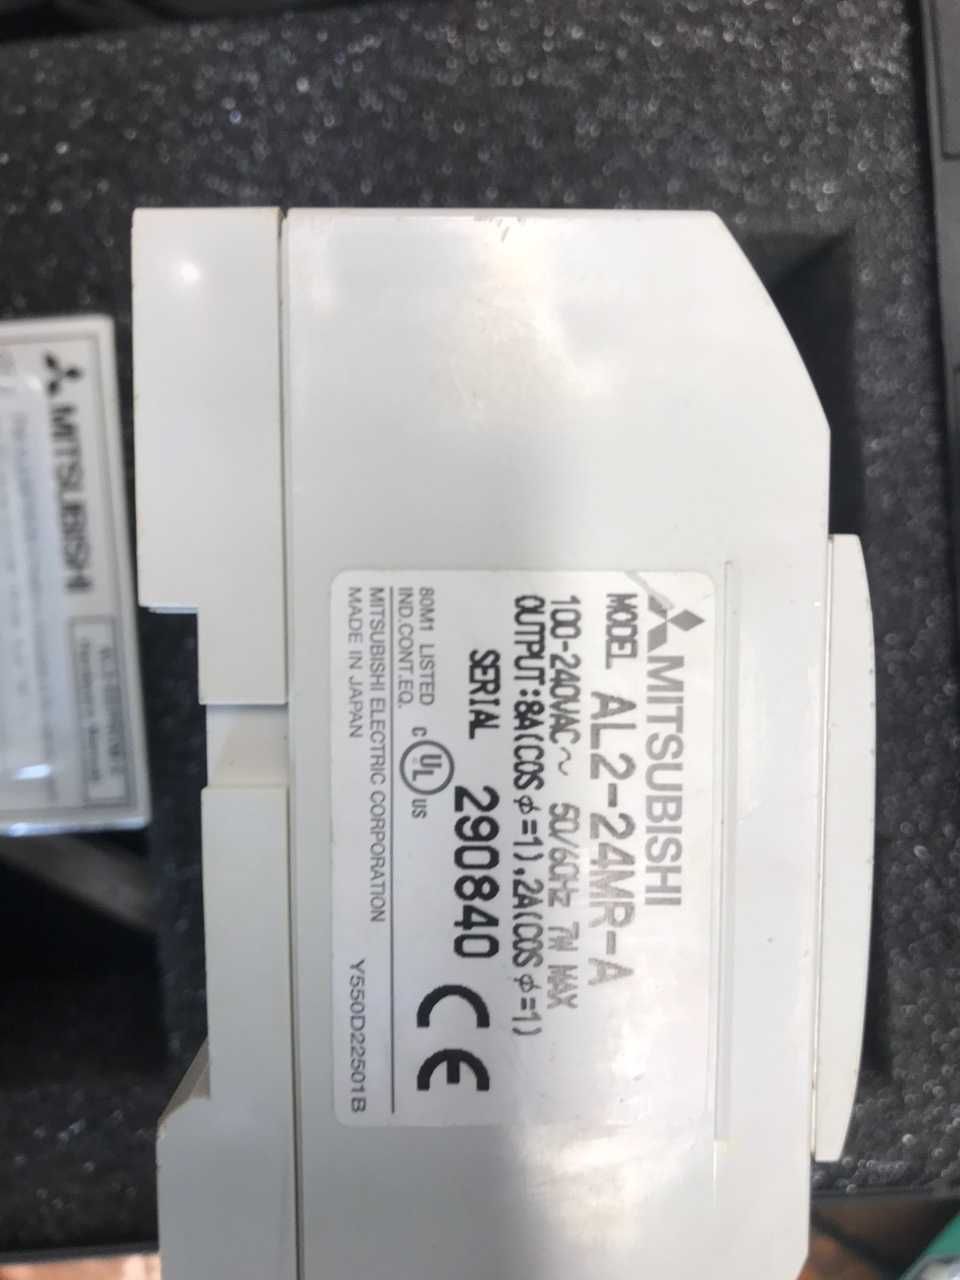 MITSUBISHI
MODEL AL2-24MR-A
100-240VAC~ 50/60Hz 7W MAX
OUTPUT:8A(COS φ=1),2A(COS φ=1)
SERIAL 290840
CE
80M1 LISTED
IND.CONT.EQ.
C UL US
MITSUBISHI ELECTRIC CORPORATION
MADE IN JAPAN Y550D22501B
MITSUBISHI